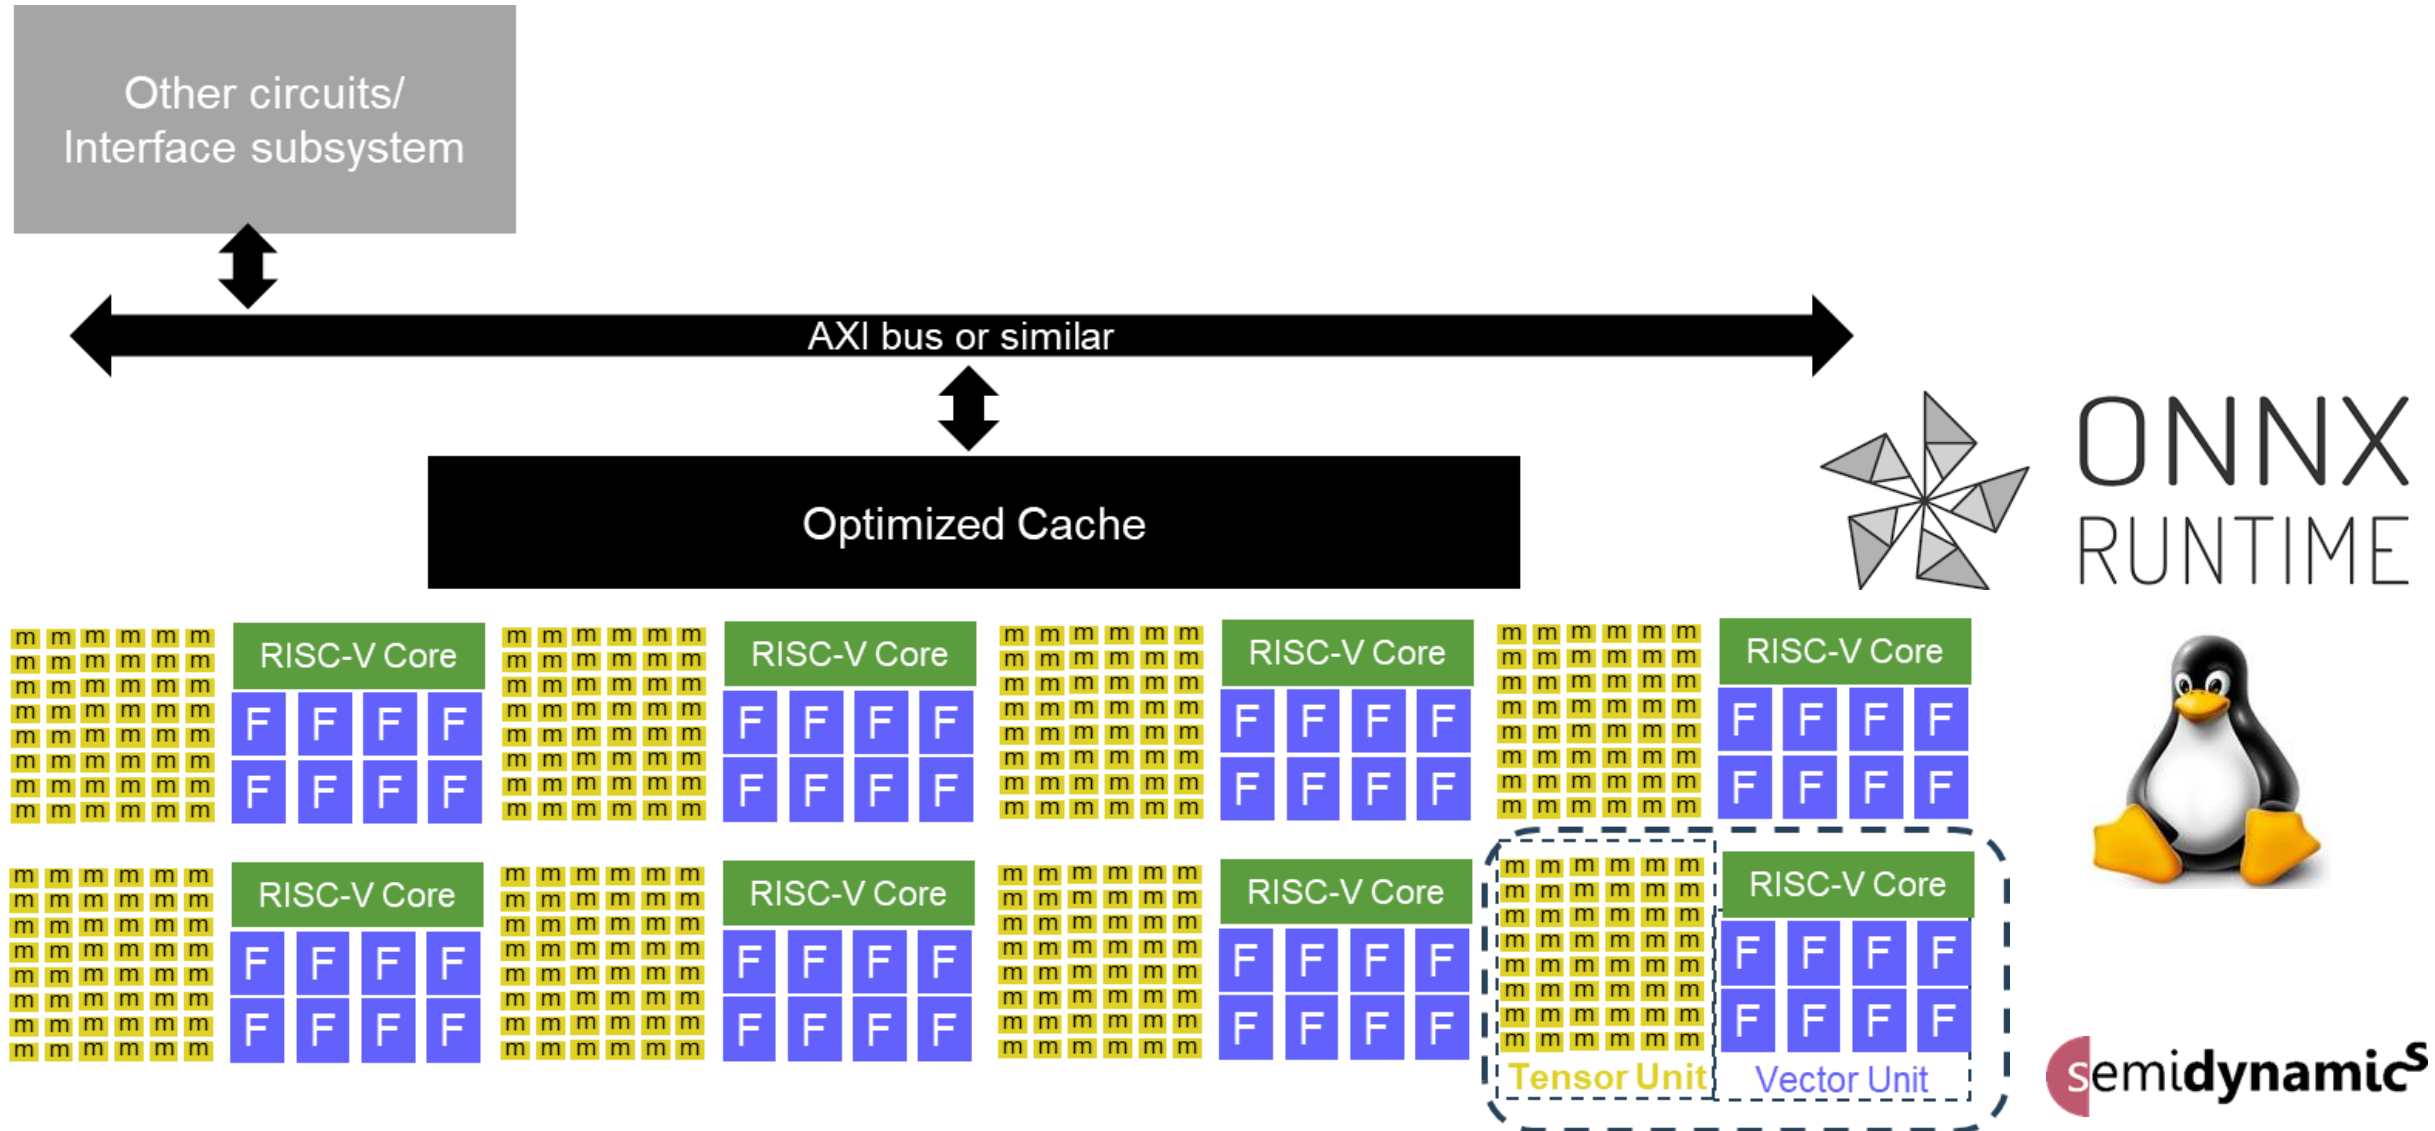 Other circuits/
Interface subsystem
AXI bus or similar
Optimized Cache
ONNX
RUNTIME
m m m m m m
m m m m m m
m m m m m m
m m m m m m
m m m m m m
m m m m m m
m m m m m m
m m m m m m
RISC-V Core
F F F F
F F F F
m m m m m m
m m m m m m
m m m m m m
m m m m m m
m m m m m m
m m m m m m
m m m m m m
m m m m m m
RISC-V Core
F F F F
F F F F
m m m m m m
m m m m m m
m m m m m m
m m m m m m
m m m m m m
m m m m m m
m m m m m m
m m m m m m
RISC-V Core
F F F F
F F F F
m m m m m m
m m m m m m
m m m m m m
m m m m m m
m m m m m m
m m m m m m
m m m m m m
m m m m m m
RISC-V Core
F F F F
F F F F
m m m m m m
m m m m m m
m m m m m m
m m m m m m
m m m m m m
m m m m m m
m m m m m m
m m m m m m
RISC-V Core
F F F F
F F F F
m m m m m m
m m m m m m
m m m m m m
m m m m m m
m m m m m m
m m m m m m
m m m m m m
m m m m m m
RISC-V Core
F F F F
F F F F
m m m m m m
m m m m m m
m m m m m m
m m m m m m
m m m m m m
m m m m m m
m m m m m m
m m m m m m
RISC-V Core
F F F F
F F F F
m m m m m m
m m m m m m
m m m m m m
m m m m m m
m m m m m m
m m m m m m
m m m m m m
m m m m m m
RISC-V Core
F F F F
F F F F
Tensor Unit
Vector Unit
semidynamics